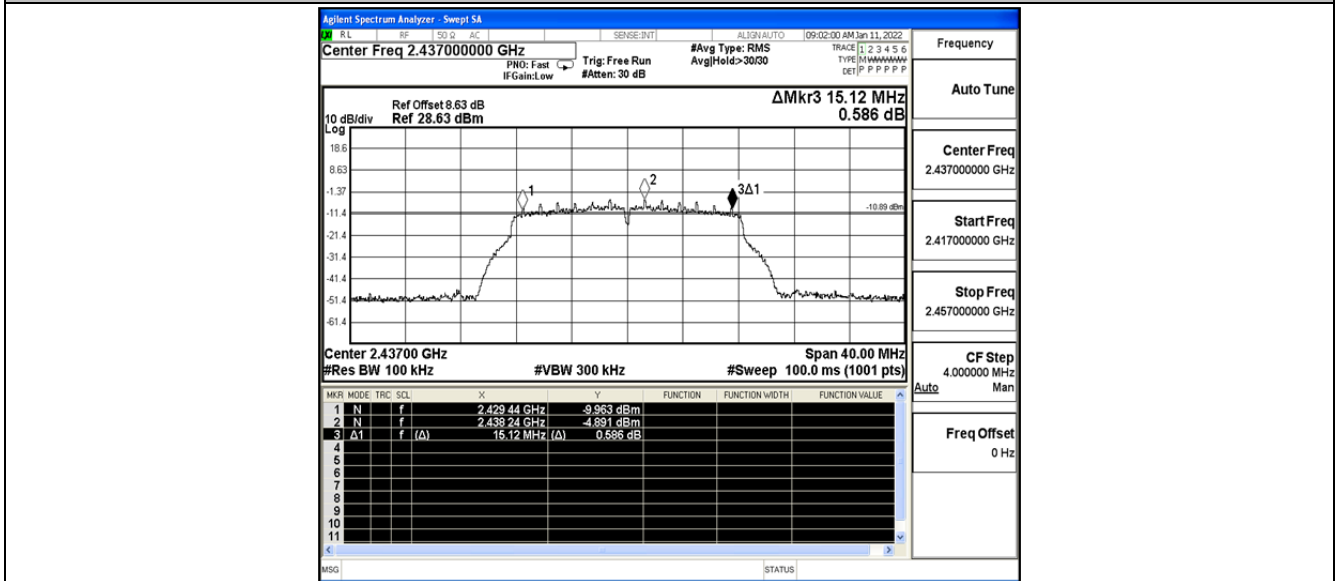 Agilent Spectrum Analyzer - Swept SA
RL RF 50 Ω AC SENSE:INT ALIGNAUTO 09:02:00 AM Jan 11, 2022
Center Freq 2.437000000 GHz
PNO: Fast
IFGain:Low
Trig: Free Run
#Atten: 30 dB
#Avg Type: RMS
Avg|Hold:>30/30
TRACE 1 2 3 4 5 6
TYPE M WWWWW
DET P P P P P P
Ref Offset 8.63 dB
10 dB/div Ref 28.63 dBm
ΔMkr3 15.12 MHz
0.586 dB
Log
18.6
8.63
-1.37
-11.4
-21.4
-31.4
-41.4
-51.4
-61.4
1
2
3Δ1
-10.89 dBm
Center 2.43700 GHz Span 40.00 MHz
#Res BW 100 kHz #VBW 300 kHz #Sweep 100.0 ms (1001 pts)
MKR MODE TRC SCL X Y FUNCTION FUNCTION WIDTH FUNCTION VALUE
1 N f 2.429 44 GHz -9.963 dBm
2 N f 2.438 24 GHz -4.891 dBm
3 Δ1 f (Δ) 15.12 MHz (Δ) 0.586 dB
4
5
6
7
8
9
10
11
MSG STATUS
Frequency
Auto Tune
Center Freq
2.437000000 GHz
Start Freq
2.417000000 GHz
Stop Freq
2.457000000 GHz
CF Step
4.000000 MHz
Auto Man
Freq Offset
0 Hz